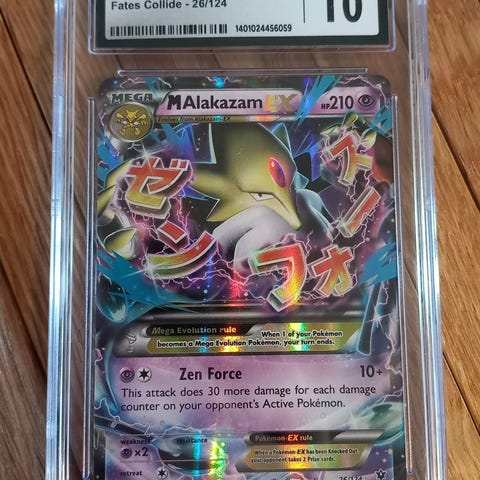 Fates Collide - 26/124
1401024456059
10
MEGA
MAlakazam EX
HP210
Evolves from Alakazam-EX
ゼンフォース
Mega Evolution rule
When 1 of your Pokémon
becomes a Mega Evolution Pokémon, your turn ends.
Zen Force 10+
This attack does 30 more damage for each damage
counter on your opponent's Active Pokémon.
weakness
×2
resistance
retreat
Pokémon-EX rule
When a Pokémon-EX has been Knocked Out,
your opponent takes 2 Prize cards.
26/124